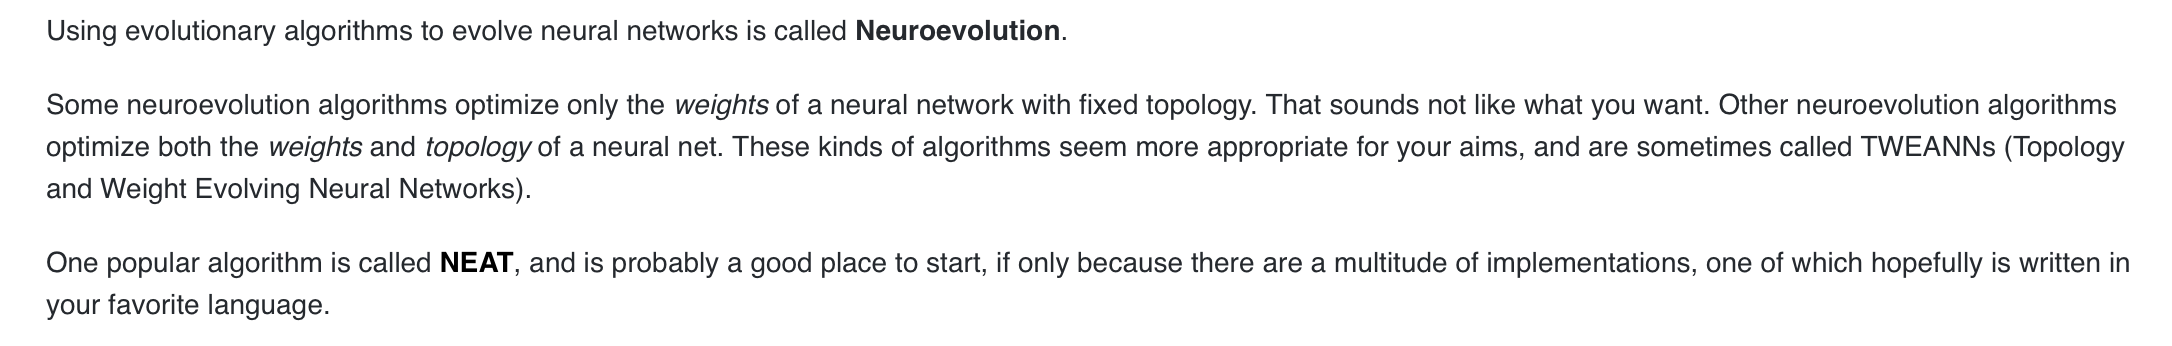 Using evolutionary algorithms to evolve neural networks is called Neuroevolution.
Some neuroevolution algorithms optimize only the weights of a neural network with fixed topology. That sounds not like what you want. Other neuroevolution algorithms
optimize both the weights and topology of a neural net. These kinds of algorithms seem more appropriate for your aims, and are sometimes called TWEANNs (Topology
and Weight Evolving Neural Networks).
One popular algorithm is called NEAT, and is probably a good place to start, if only because there are a multitude of implementations, one of which hopefully is written in
your favorite language.